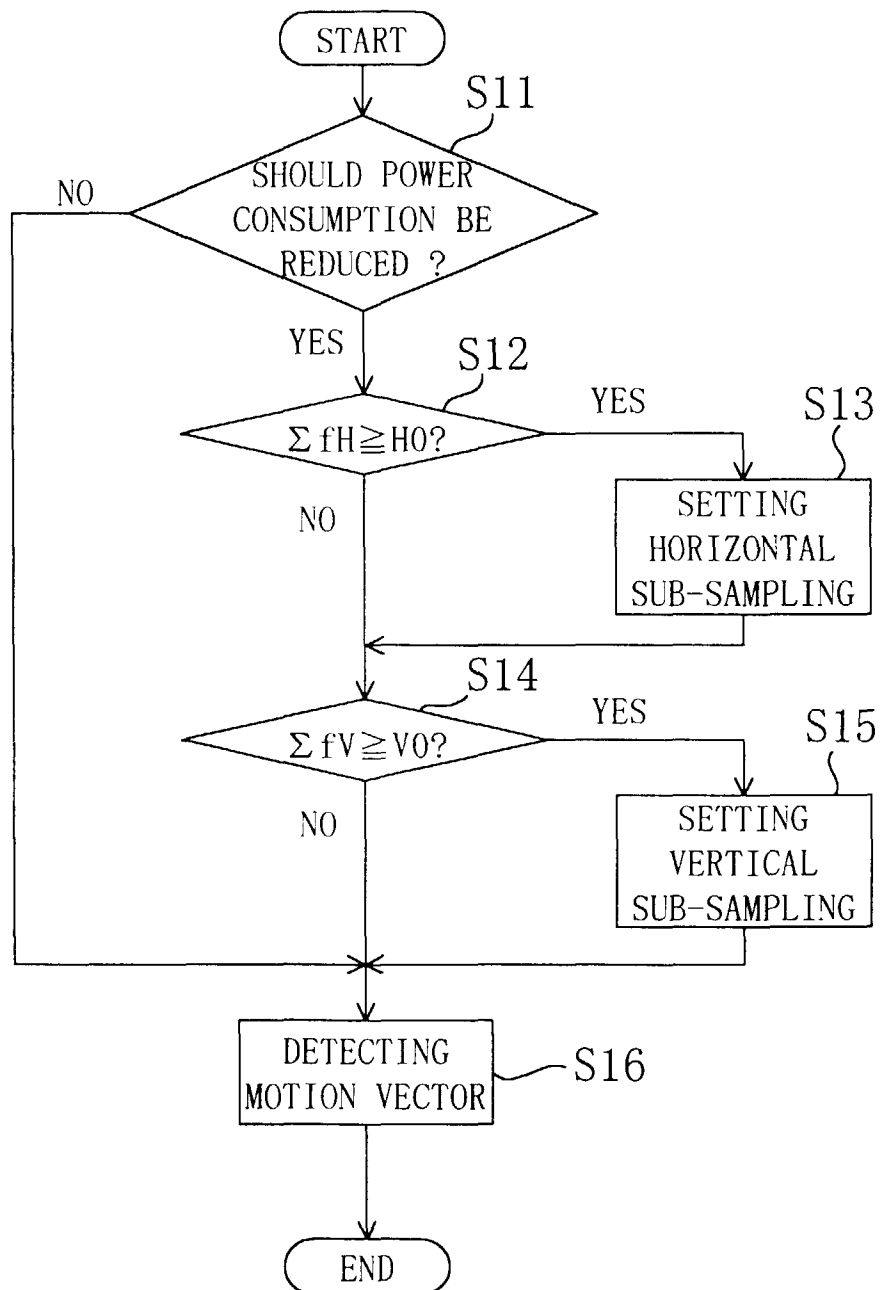 START
S11
SHOULD POWER
CONSUMPTION BE
REDUCED ?
NO
YES
S12
ΣfH≧H0?
YES
S13
SETTING
HORIZONTAL
SUB-SAMPLING
NO
S14
ΣfV≧V0?
YES
S15
SETTING
VERTICAL
SUB-SAMPLING
NO
DETECTING
MOTION VECTOR
S16
END